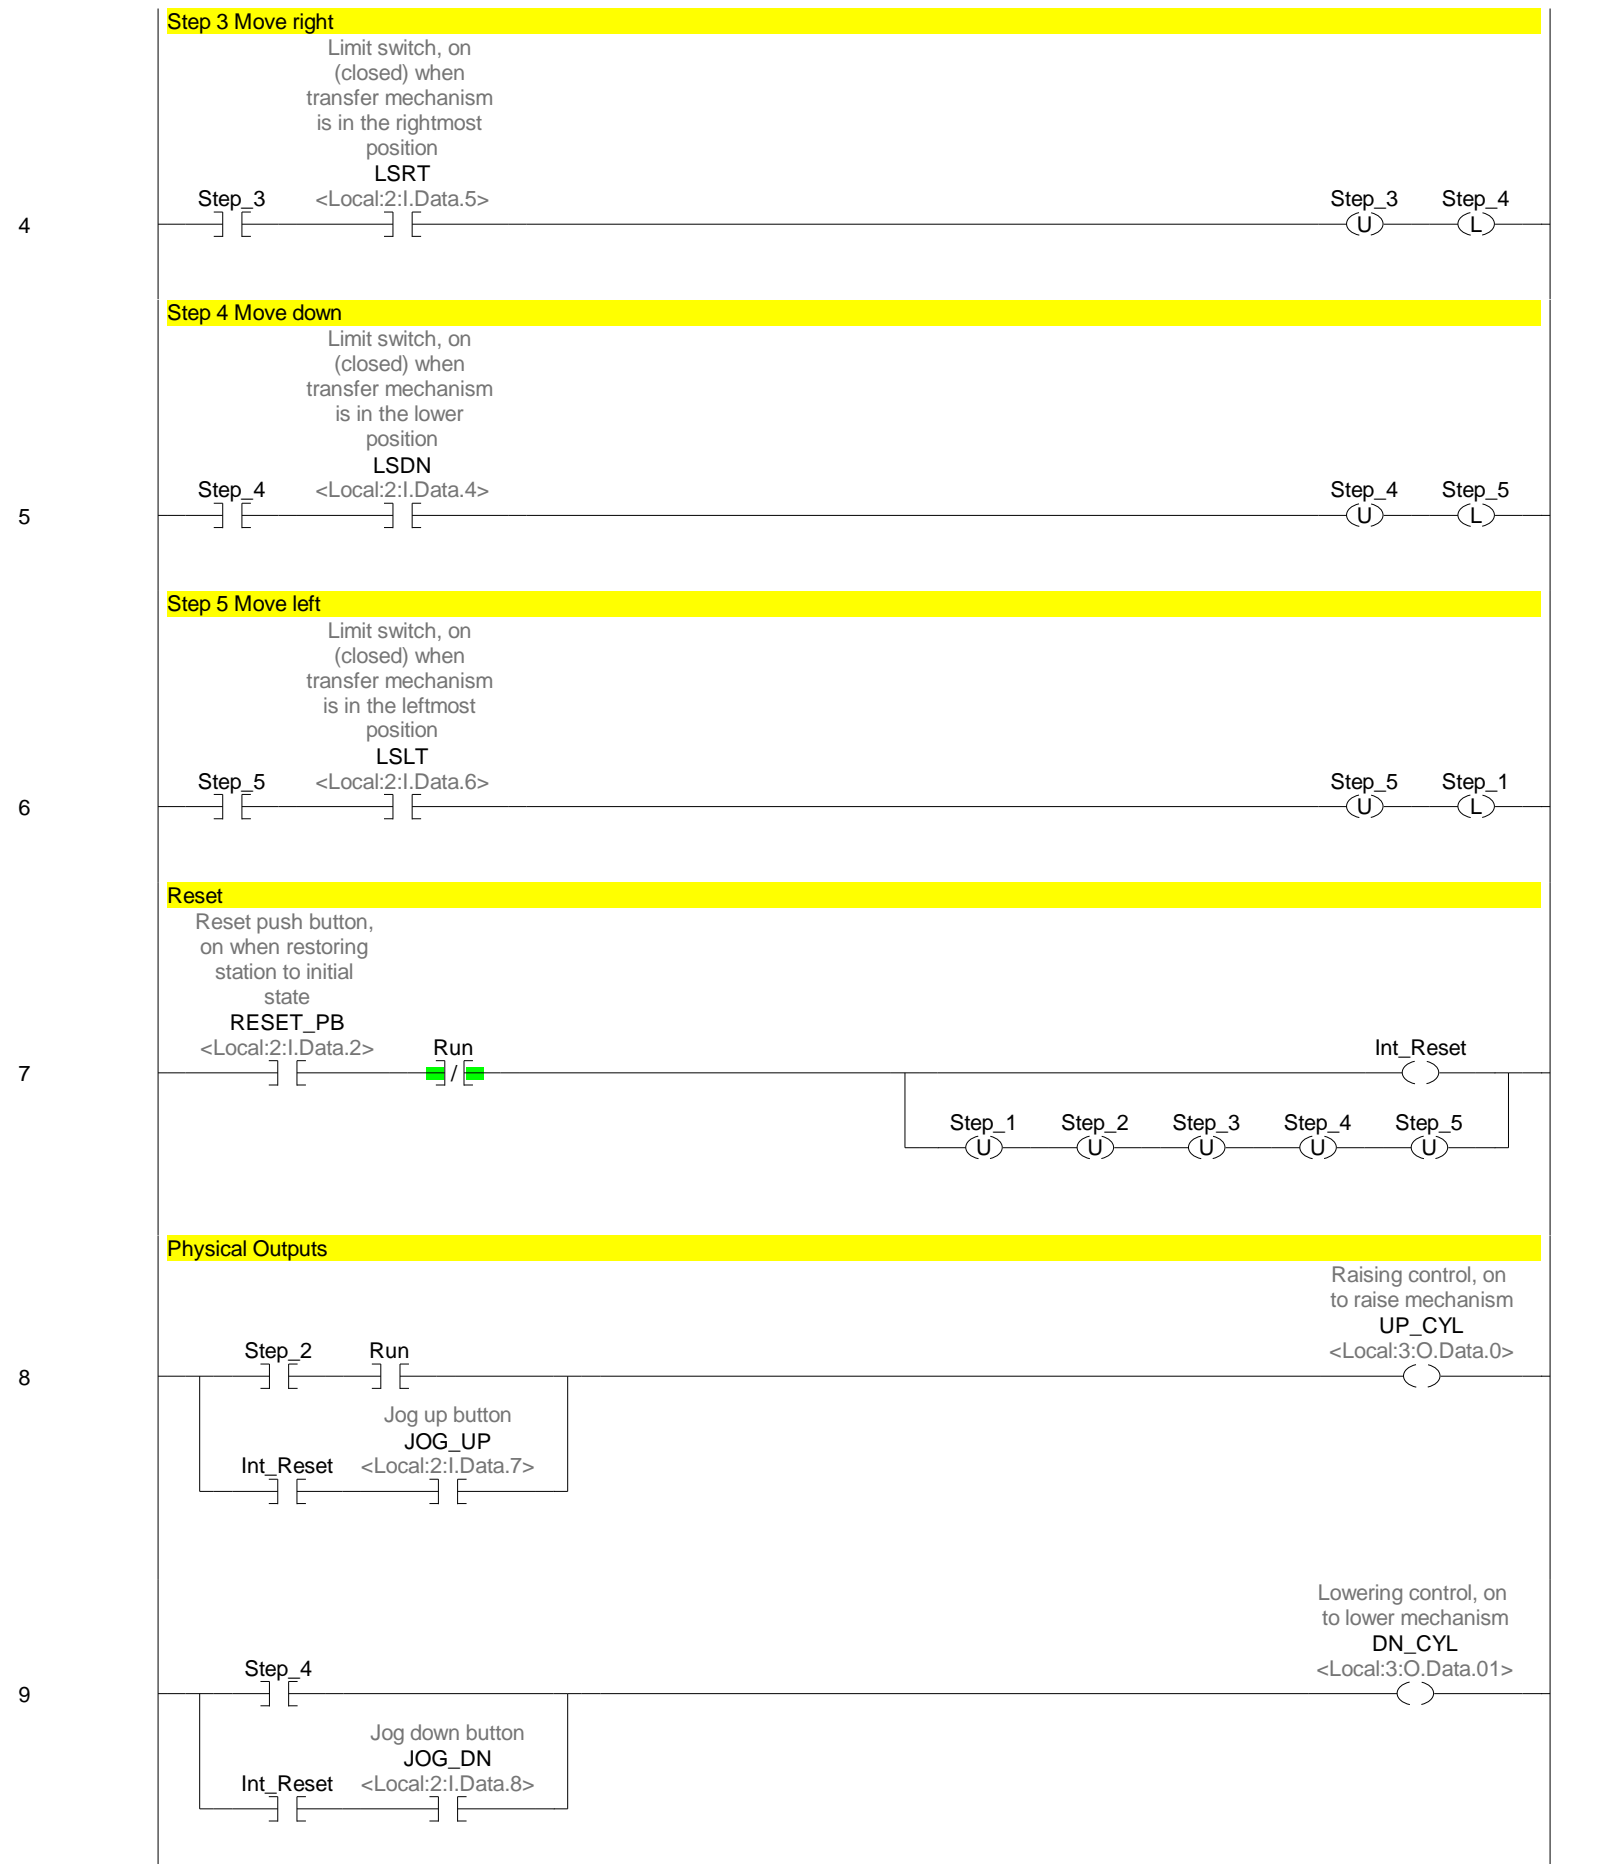 Step 3 Move right
Limit switch, on
(closed) when
transfer mechanism
is in the rightmost
position
LSRT
Step_3 <Local:2:I.Data.5> Step_3 Step_4
4 U L
Step 4 Move down
Limit switch, on
(closed) when
transfer mechanism
is in the lower
position
LSDN
Step_4 <Local:2:I.Data.4> Step_4 Step_5
5 U L
Step 5 Move left
Limit switch, on
(closed) when
transfer mechanism
is in the leftmost
position
LSLT
Step_5 <Local:2:I.Data.6> Step_5 Step_1
6 U L
Reset
Reset push button,
on when restoring
station to initial
state
RESET_PB
<Local:2:I.Data.2> Run Int_Reset
7 /
Step_1 Step_2 Step_3 Step_4 Step_5
U U U U U
Physical Outputs
Raising control, on
to raise mechanism
UP_CYL
Step_2 Run <Local:3:O.Data.0>
8
Jog up button
JOG_UP
Int_Reset <Local:2:I.Data.7>
Lowering control, on
to lower mechanism
DN_CYL
Step_4 <Local:3:O.Data.01>
9
Jog down button
JOG_DN
Int_Reset <Local:2:I.Data.8>